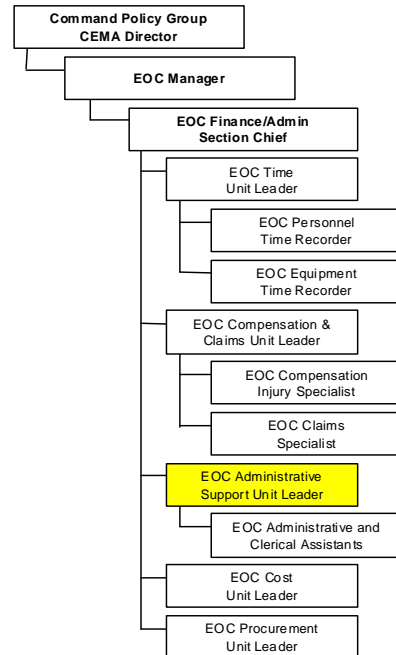 Command Policy Group
CEMA Director
EOC Manager
EOC Finance/Admin
Section Chief
EOC Time
Unit Leader
EOC Personnel
Time Recorder
EOC Equipment
Time Recorder
EOC Compensation &
Claims Unit Leader
EOC Compensation
Injury Specialist
EOC Claims
Specialist
EOC Administrative
Support Unit Leader
EOC Administrative and
Clerical Assistants
EOC Cost
Unit Leader
EOC Procurement
Unit Leader